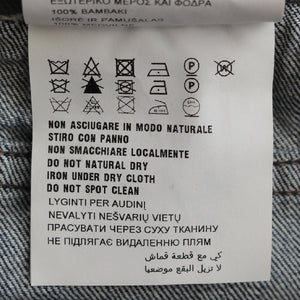 ΕΞΩΤΕΡΙΚΟ ΜΕΡΟΣ ΚΑΙ ΦΟΔΡΑ
100% ΒΑΜΒΑΚΙ
IŠORĖ IR PAMUŠALAS
100% MEDVILNĖ
NON ASCIUGARE IN MODO NATURALE
STIRO CON PANNO
NON SMACCHIARE LOCALMENTE
DO NOT NATURAL DRY
IRON UNDER DRY CLOTH
DO NOT SPOT CLEAN
LYGINTI PER AUDINĮ
NEVALYTI NEŠVARIŲ VIETŲ
ПРАСУВАТИ ЧЕРЕЗ СУХУ ТКАНИНУ
НЕ ПІДЛЯГАЄ ВИДАЛЕННЮ ПЛЯМ
كي مع قطعة قماش
لا تزيل البقع موضعيا